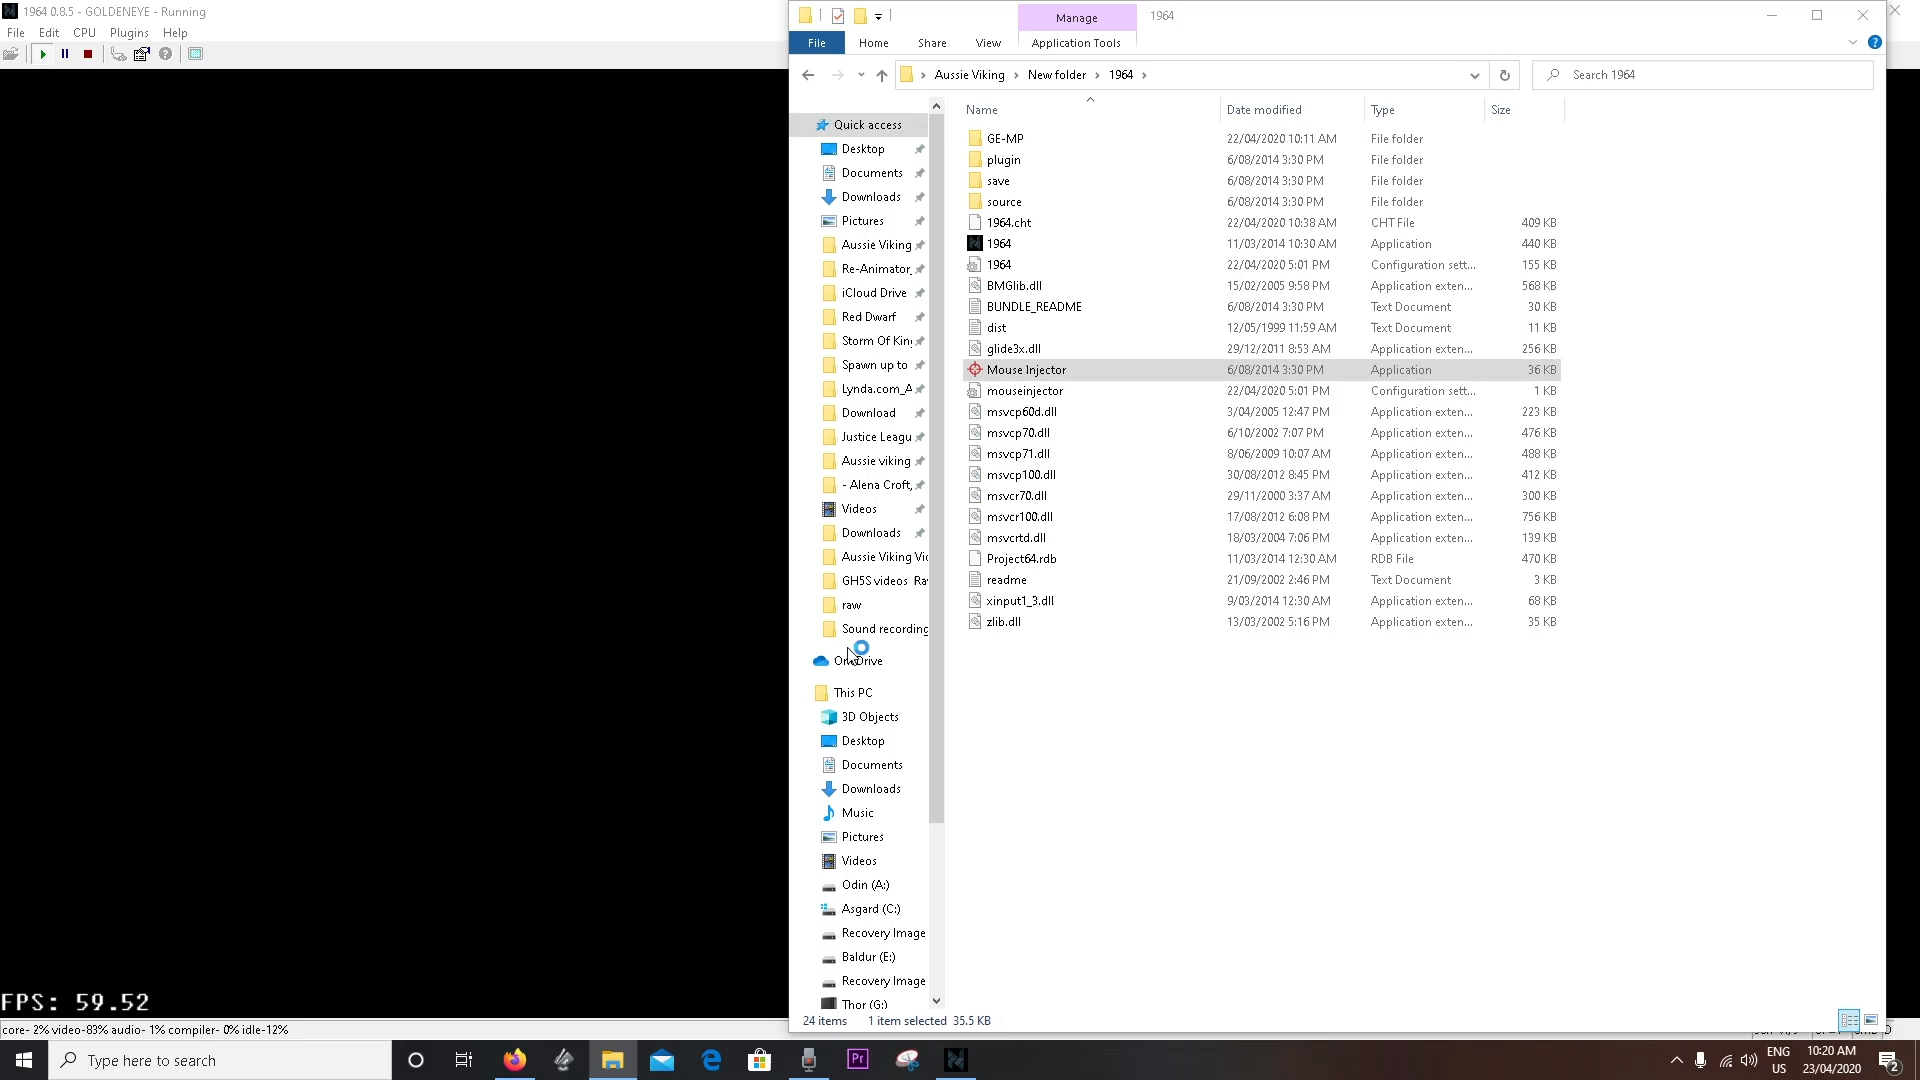 1964 0.8.5 - GOLDENEYE - Running
File Edit CPU Plugins Help
FPS: 59.52
core- 2% video-83% audio- 1% compiler- 0% idle-12%
Manage 1964
File Home Share View Application Tools
Aussie Viking › New folder › 1964 ›
Search 1964
Quick access
Desktop
Documents
Downloads
Pictures
Aussie Viking
Re-Animator_
iCloud Drive
Red Dwarf
Storm Of Kin
Spawn up to
Lynda.com_A
Download
Justice Leagu
Aussie viking
- Alena Croft,
Videos
Downloads
Aussie Viking Vi
GH5S videos Ra
raw
Sound recording
OneDrive
This PC
3D Objects
Desktop
Documents
Downloads
Music
Pictures
Videos
Odin (A:)
Asgard (C:)
Recovery Image
Baldur (E:)
Recovery Image
Thor (G:)
Name Date modified Type Size
GE-MP 22/04/2020 10:11 AM File folder
plugin 6/08/2014 3:30 PM File folder
save 6/08/2014 3:30 PM File folder
source 6/08/2014 3:30 PM File folder
1964.cht 22/04/2020 10:38 AM CHT File 409 KB
1964 11/03/2014 10:30 AM Application 440 KB
1964 22/04/2020 5:01 PM Configuration sett... 155 KB
BMGlib.dll 15/02/2005 9:58 PM Application exten... 568 KB
BUNDLE_README 6/08/2014 3:30 PM Text Document 30 KB
dist 12/05/1999 11:59 AM Text Document 11 KB
glide3x.dll 29/12/2011 8:53 AM Application exten... 256 KB
Mouse Injector 6/08/2014 3:30 PM Application 36 KB
mouseinjector 22/04/2020 5:01 PM Configuration sett... 1 KB
msvcp60d.dll 3/04/2005 12:47 PM Application exten... 223 KB
msvcp70.dll 6/10/2002 7:07 PM Application exten... 476 KB
msvcp71.dll 8/06/2009 10:07 AM Application exten... 488 KB
msvcp100.dll 30/08/2012 8:45 PM Application exten... 412 KB
msvcr70.dll 29/11/2000 3:37 AM Application exten... 300 KB
msvcr100.dll 17/08/2012 6:08 PM Application exten... 756 KB
msvcrtd.dll 18/03/2004 7:06 PM Application exten... 139 KB
Project64.rdb 11/03/2014 12:30 AM RDB File 470 KB
readme 21/09/2002 2:46 PM Text Document 3 KB
xinput1_3.dll 9/03/2014 12:30 AM Application exten... 68 KB
zlib.dll 13/03/2002 5:16 PM Application exten... 35 KB
24 items 1 item selected 35.5 KB
Type here to search
Pr
ENG
US
10:20 AM
23/04/2020
2